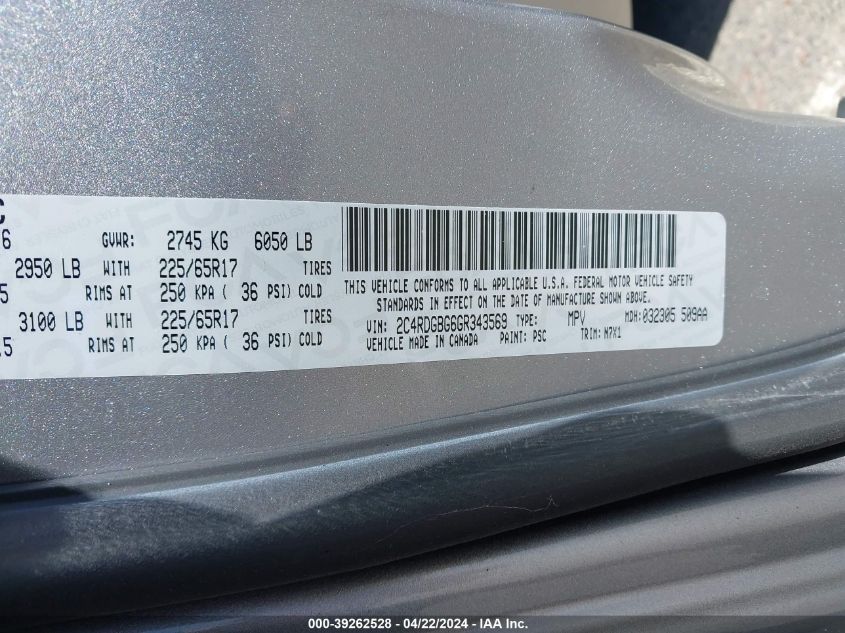 C
6 GVWR: 2745 KG 6050 LB
2950 LB WITH 225/65R17 TIRES
5 RIMS AT 250 KPA ( 36 PSI) COLD
3100 LB WITH 225/65R17 TIRES
.5 RIMS AT 250 KPA ( 36 PSI) COLD
THIS VEHICLE CONFORMS TO ALL APPLICABLE U.S.A. FEDERAL MOTOR VEHICLE SAFETY
STANDARDS IN EFFECT ON THE DATE OF MANUFACTURE SHOWN ABOVE.
VIN: 2C4RDGBG6GR343569 TYPE: MPV MDH: 032305 509AA
VEHICLE MADE IN CANADA PAINT: PSC TRIM: M7X1
000-39262528 - 04/22/2024 - IAA Inc.